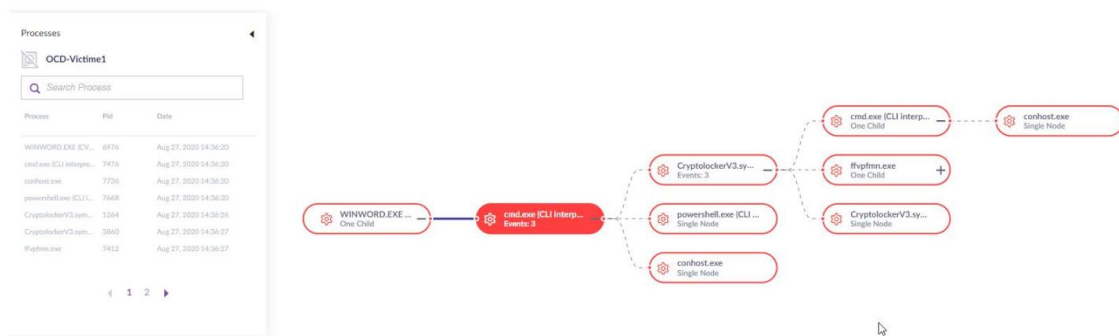 Processes
OCD-Victime1
Search Process
Process Pid Date
WINWORD.EXE (CV... 6976 Aug 27, 2020 14:36:20
cmd.exe (CLI interpre... 7476 Aug 27, 2020 14:36:20
conhost.exe 7736 Aug 27, 2020 14:36:20
powershell.exe (CLI i... 7668 Aug 27, 2020 14:36:20
CryptolockerV3.sym... 1264 Aug 27, 2020 14:36:26
CryptolockerV3.sym... 3860 Aug 27, 2020 14:36:27
ffvpfmn.exe 7412 Aug 27, 2020 14:36:27
1 2
WINWORD.EXE ...
One Child
cmd.exe (CLI Interp...
Events: 3
CryptolockerV3.sy...
Events: 3
powershell.exe (CLI ...
Single Node
conhost.exe
Single Node
cmd.exe (CLI interp...
One Child
ffvpfmn.exe
One Child
CryptolockerV3.sy...
Single Node
conhost.exe
Single Node